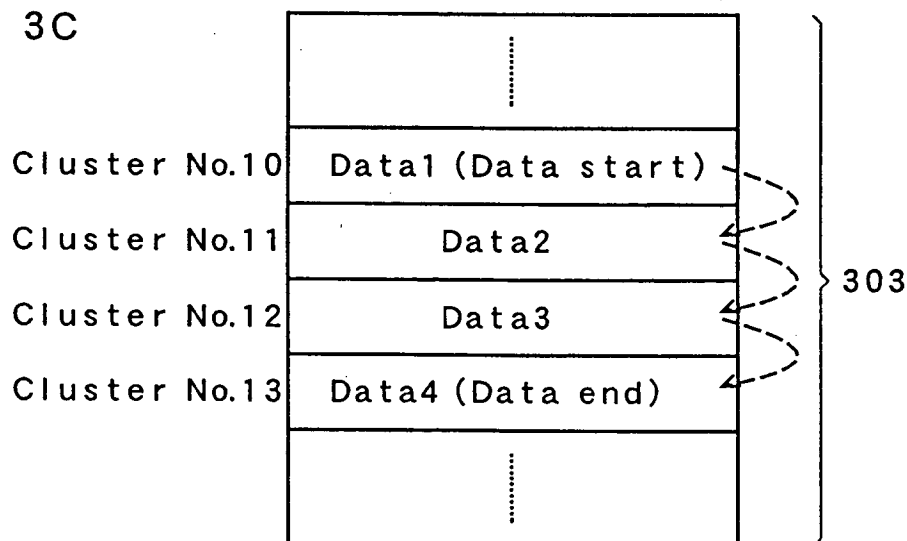 3C
Cluster No.10 Data1 (Data start)
Cluster No.11 Data2
303
Cluster No.12 Data3
Cluster No.13 Data4 (Data end)